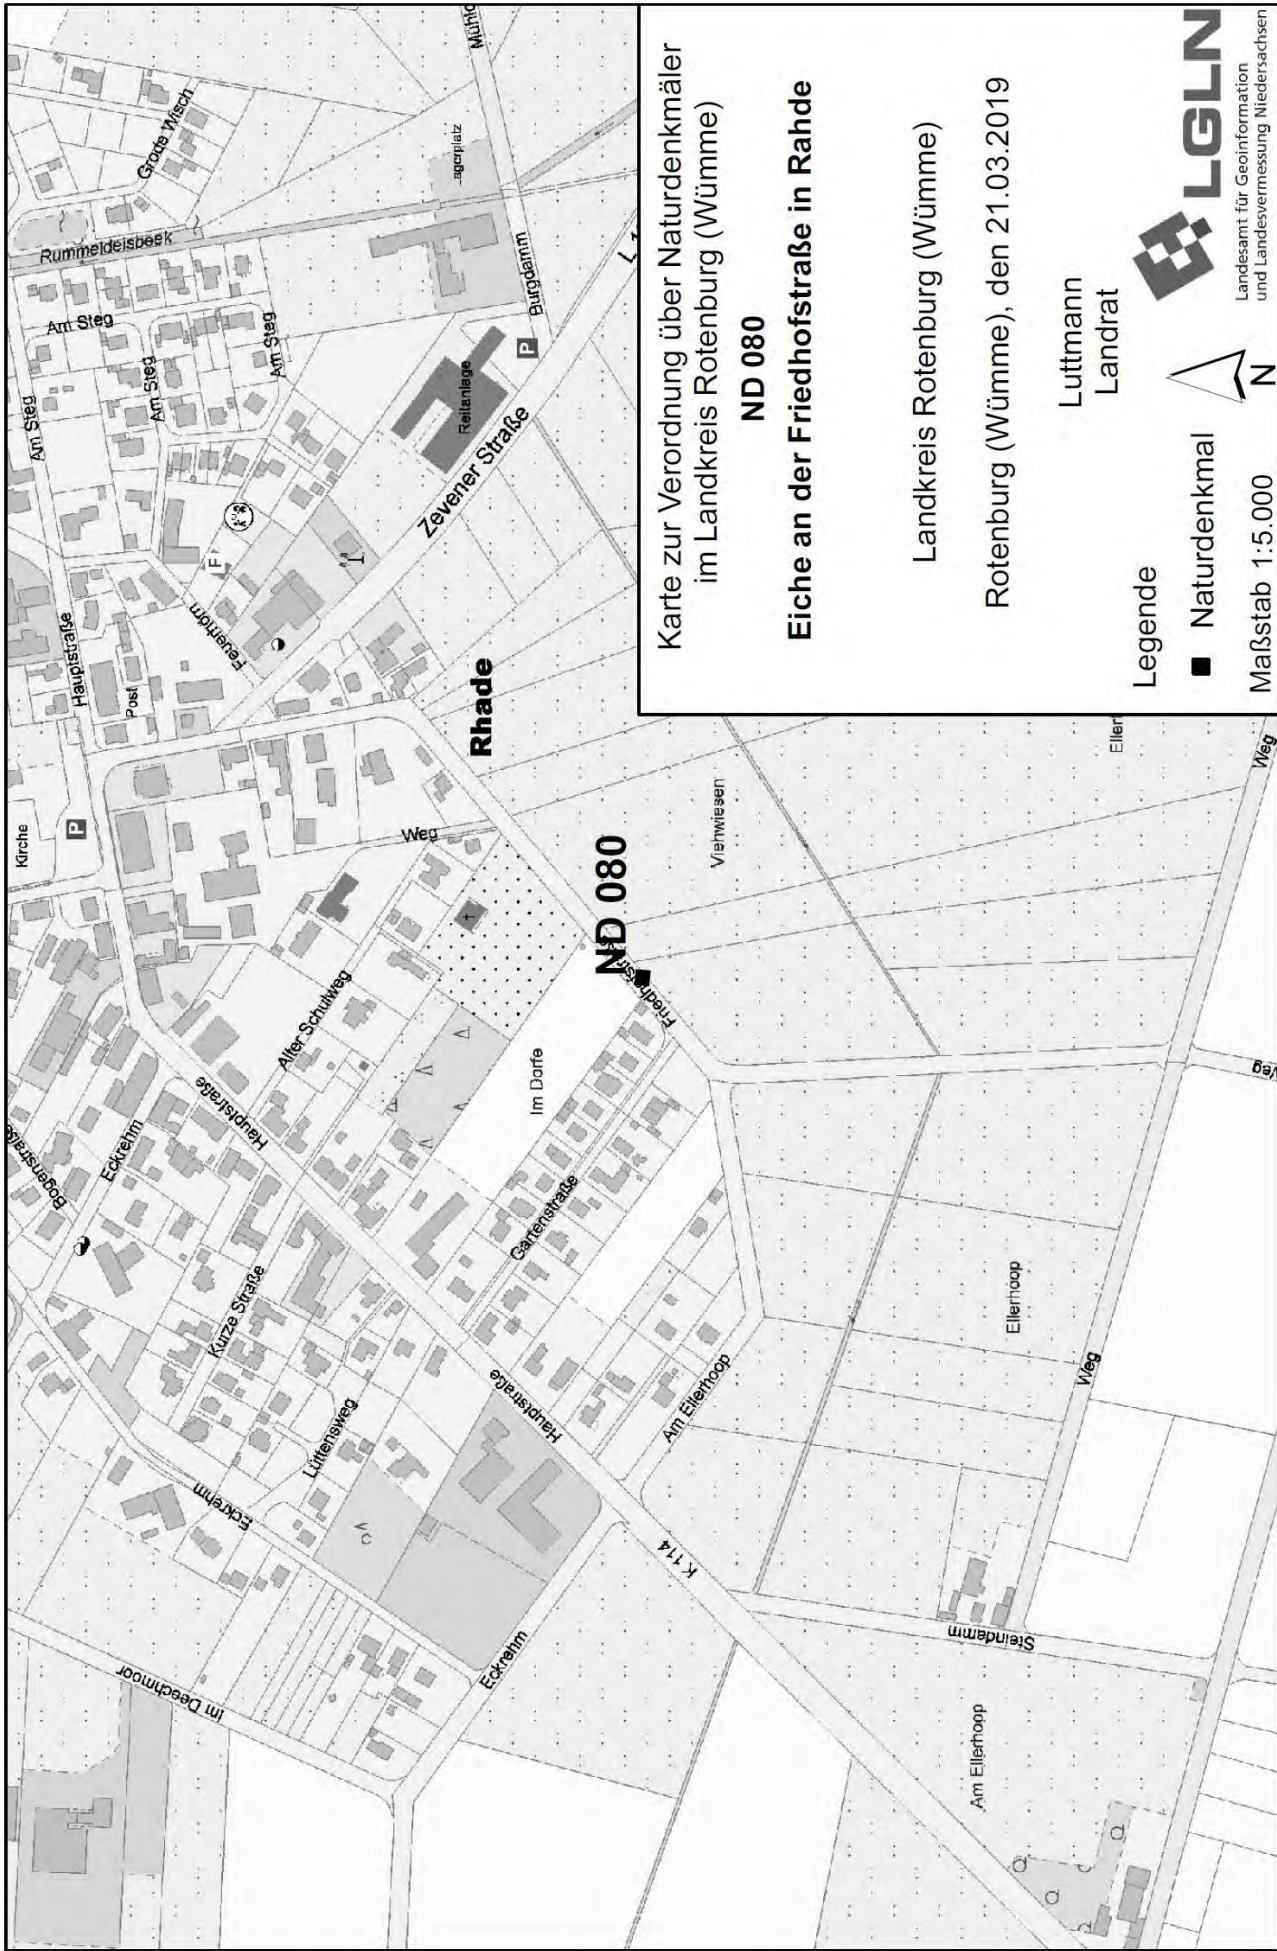 Karte zur Verordnung über Naturdenkmäler
im Landkreis Rotenburg (Wümme)
ND 080
Eiche an der Friedhofstraße in Rahde
Landkreis Rotenburg (Wümme)
Rotenburg (Wümme), den 21.03.2019
Luttmann
Landrat
Legende
Naturdenkmal
Maßstab 1:5.000
N
LGLN
Landesamt für Geoinformation
und Landesvermessung Niedersachsen
Im Deechmoor
Eckrehm
Eckrehm
Bogenstraße
Eckrehm
Kurze Straße
Lüttensweg
Hauptstraße
Hauptstraße
K 114
Steindamm
Am Ellerhoop
Am Ellerhoop
Ellerhoop
Weg
Gartenstraße
Im Dorfe
Alter Schulweg
Weg
Kirche
P
Hauptstraße
Post
Feuerhörn
F
Am Steg
Am Steg
Am Steg
Am Steg
Rummeldeisbeek
Grode Wisch
Zevener Straße
Reitanlage
P
Burgdamm
Rhade
ND 080
Viehwiesen
Eller
Weg